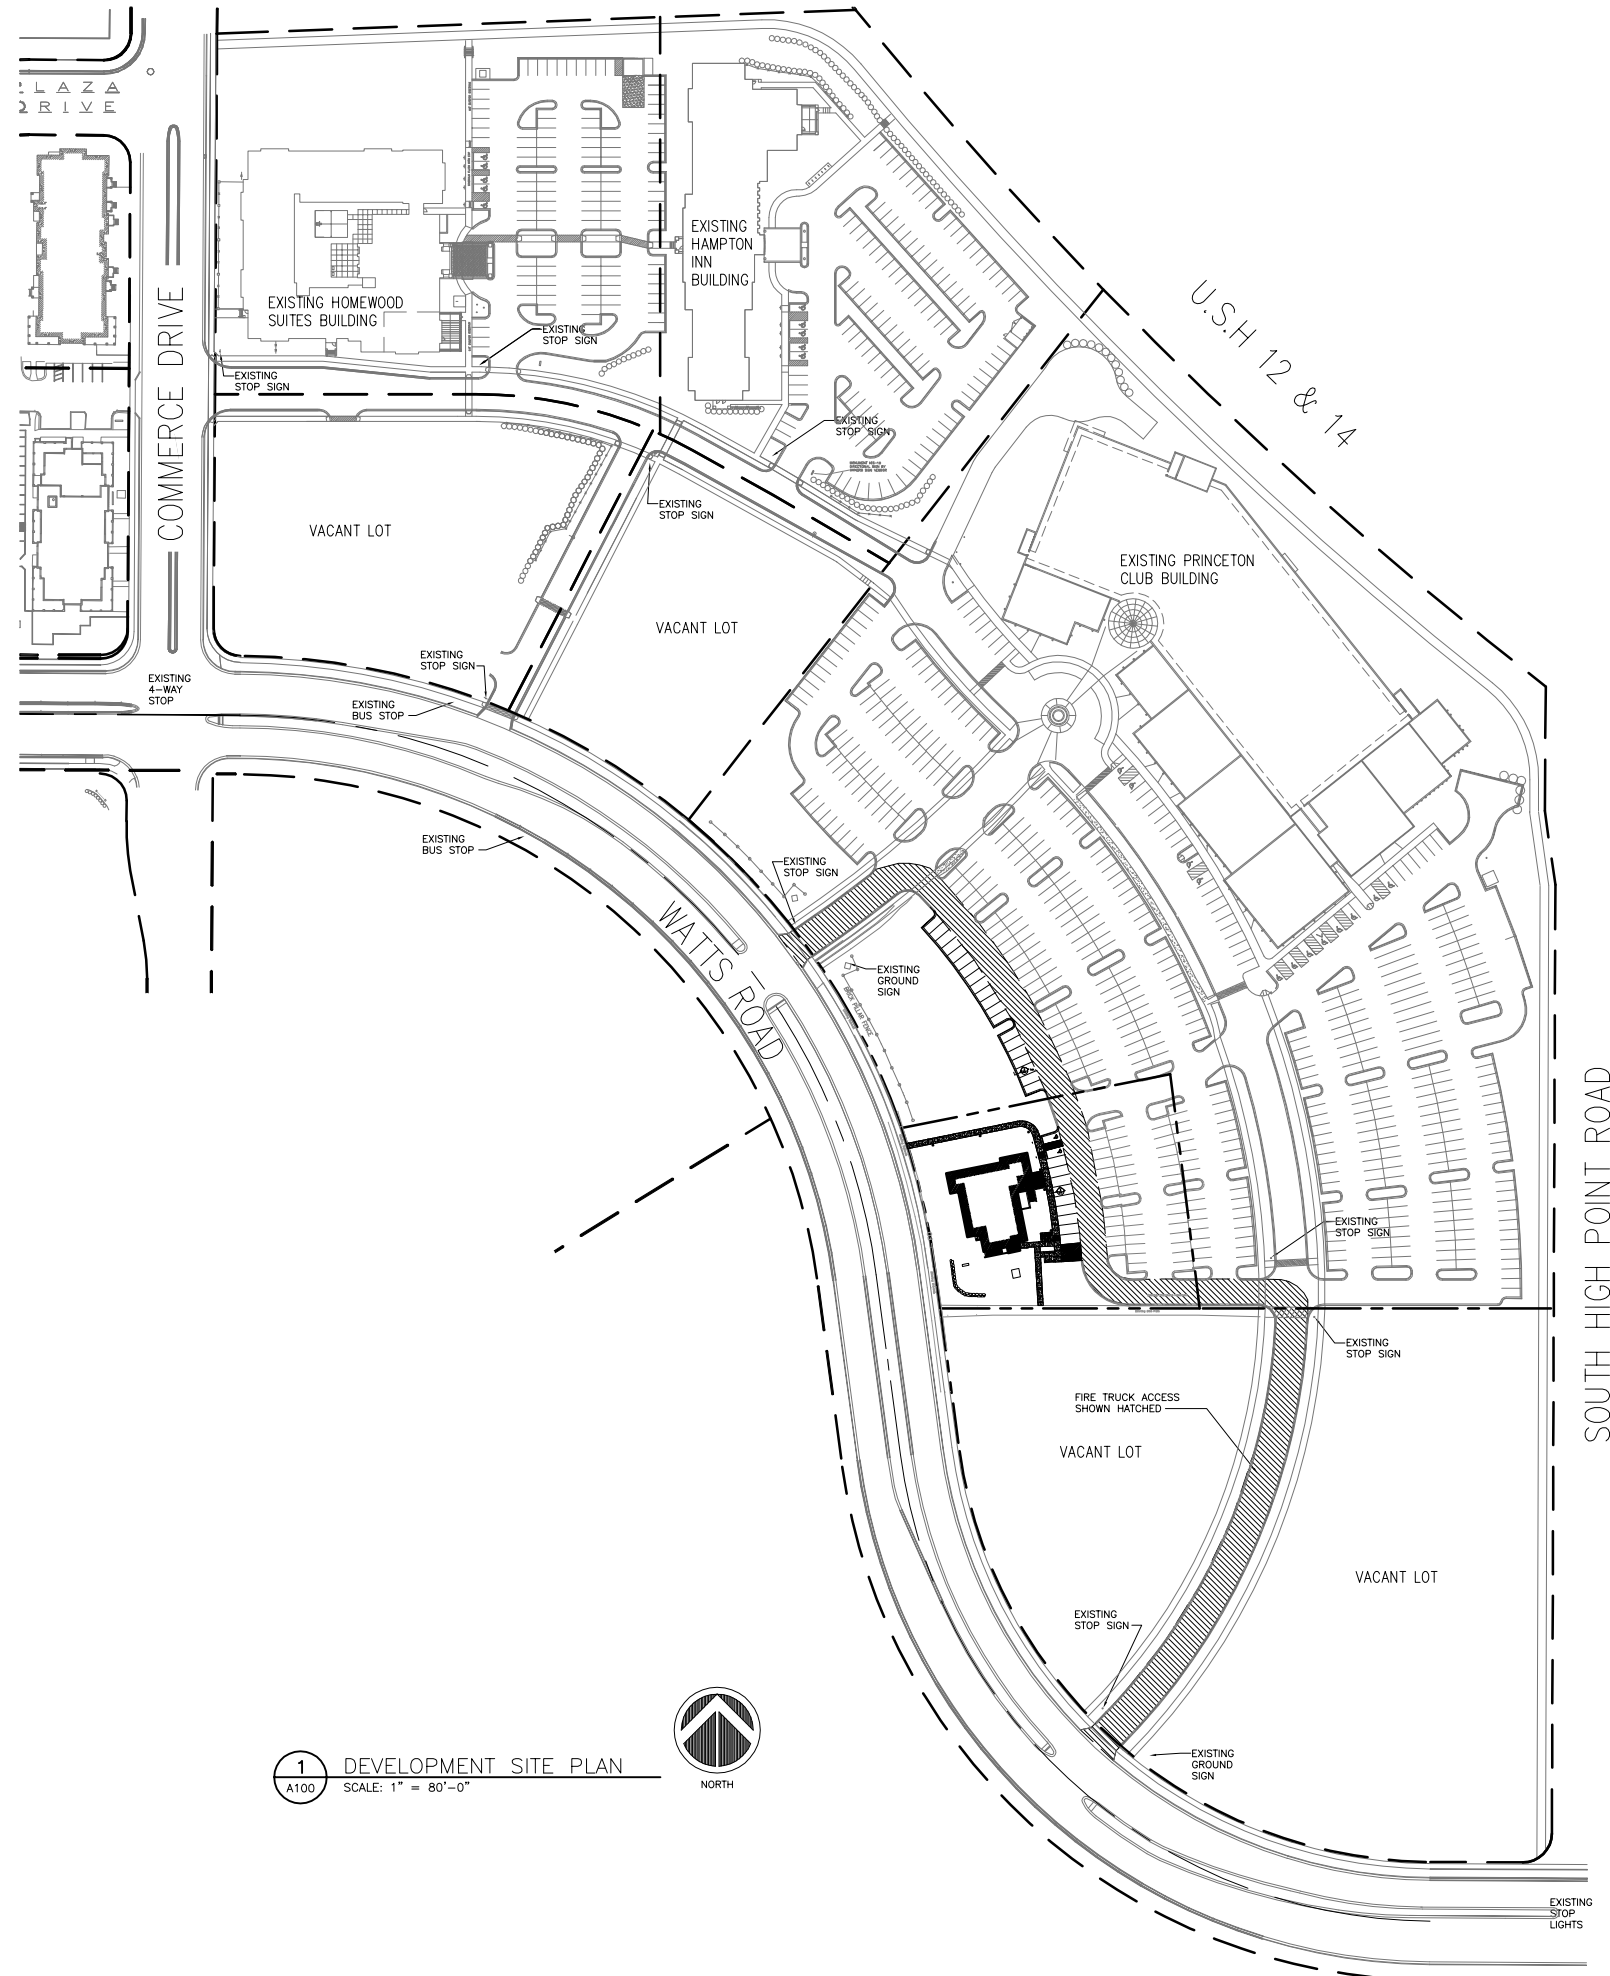 PLAZA
DRIVE
COMMERCE DRIVE
EXISTING
HAMPTON
INN
BUILDING
EXISTING HOMEWOOD
SUITES BUILDING
EXISTING
STOP SIGN
EXISTING
STOP SIGN
U.S.H 12 & 14
EXISTING
STOP SIGN
EXISTING
STOP SIGN
VACANT LOT
EXISTING PRINCETON
CLUB BUILDING
VACANT LOT
EXISTING
STOP SIGN
EXISTING
4-WAY
STOP
EXISTING
BUS STOP
EXISTING
BUS STOP
EXISTING
STOP SIGN
WATTS ROAD
EXISTING
GROUND
SIGN
BRICK PILLAR FENCE
SOUTH HIGH POINT ROAD
EXISTING
STOP SIGN
EXISTING
STOP SIGN
FIRE TRUCK ACCESS
SHOWN HATCHED
VACANT LOT
VACANT LOT
EXISTING
STOP SIGN
EXISTING
GROUND
SIGN
1
A100
DEVELOPMENT SITE PLAN
SCALE: 1" = 80'-0"
NORTH
EXISTING
STOP
LIGHTS